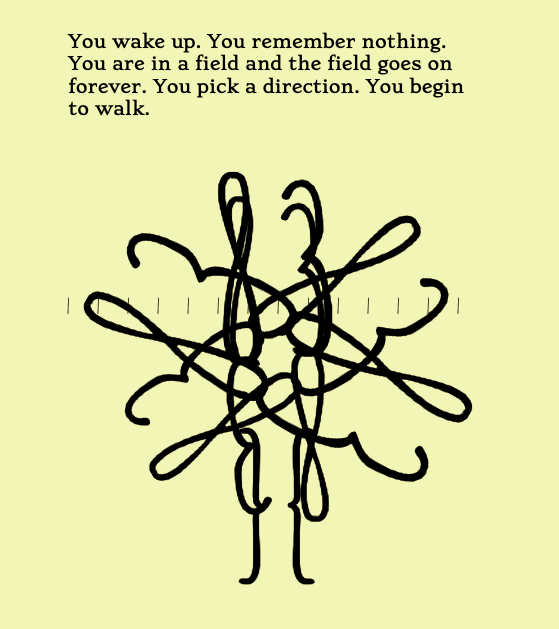 You wake up. You remember nothing.
You are in a field and the field goes on
forever. You pick a direction. You begin
to walk.